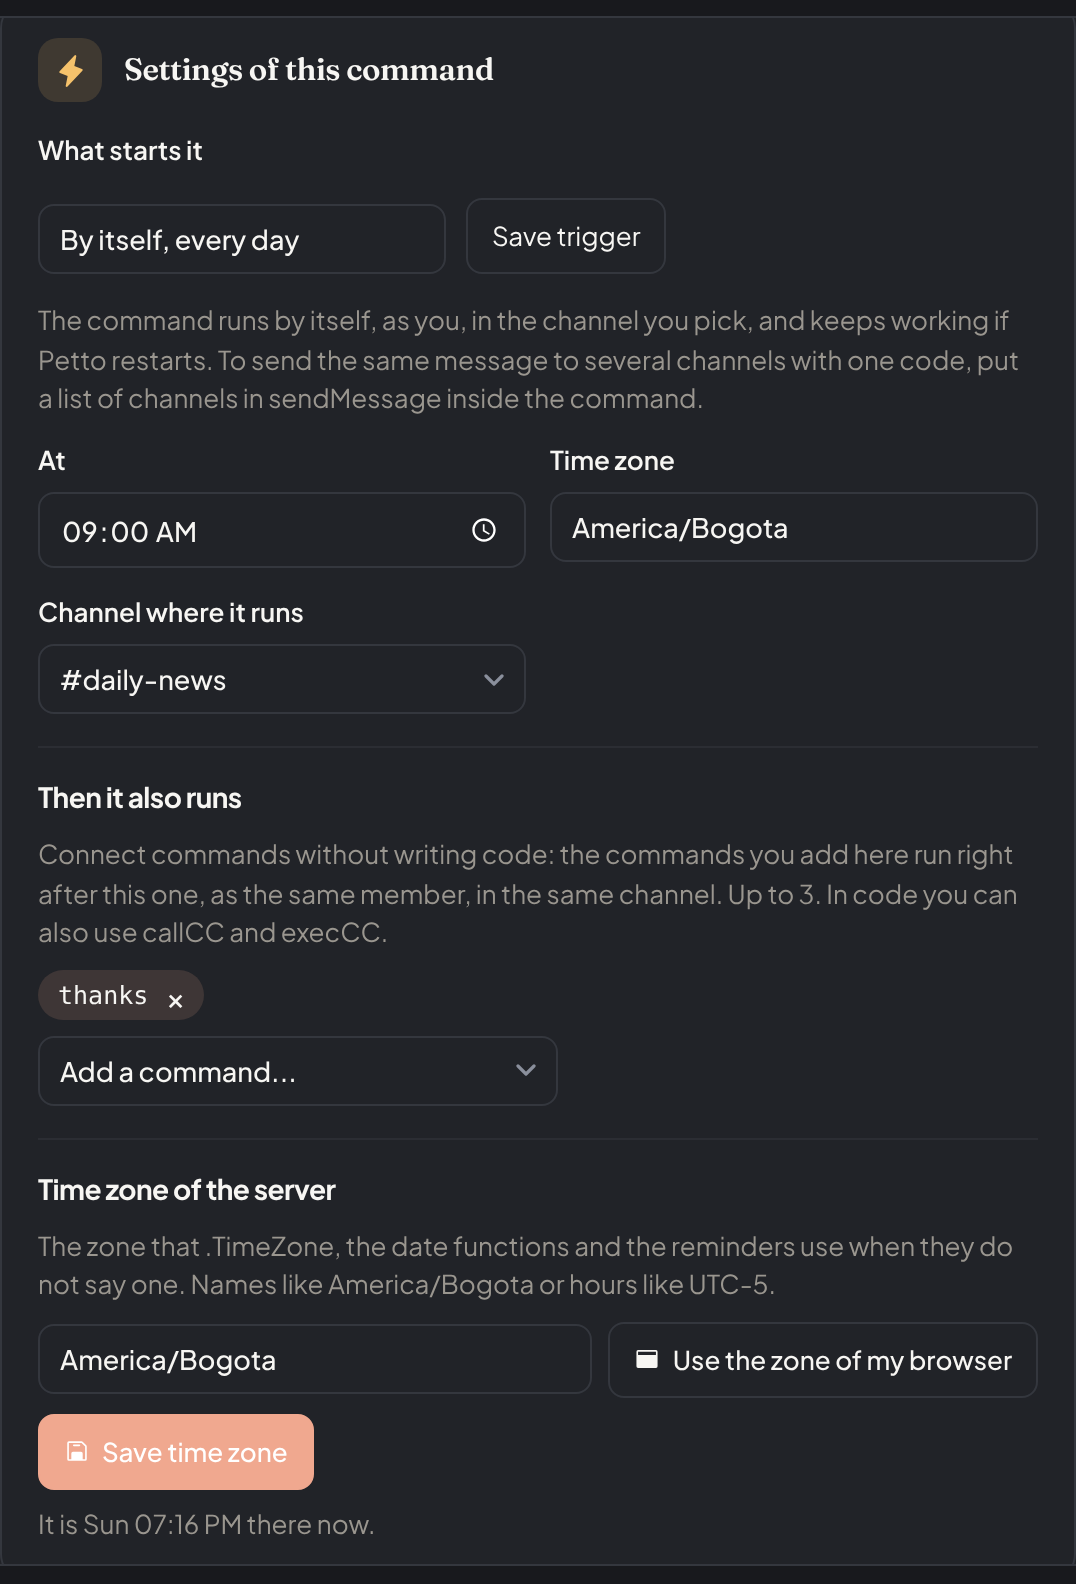 Settings of this command
What starts it
By itself, every day
Save trigger
The command runs by itself, as you, in the channel you pick, and keeps working if
Petto restarts. To send the same message to several channels with one code, put
a list of channels in sendMessage inside the command.
At
Time zone
09:00 AM
America/Bogota
Channel where it runs
#daily-news
Then it also runs
Connect commands without writing code: the commands you add here run right
after this one, as the same member, in the same channel. Up to 3. In code you can
also use callCC and execCC.
thanks ×
Add a command...
Time zone of the server
The zone that .TimeZone, the date functions and the reminders use when they do
not say one. Names like America/Bogota or hours like UTC-5.
America/Bogota
Use the zone of my browser
Save time zone
It is Sun 07:16 PM there now.